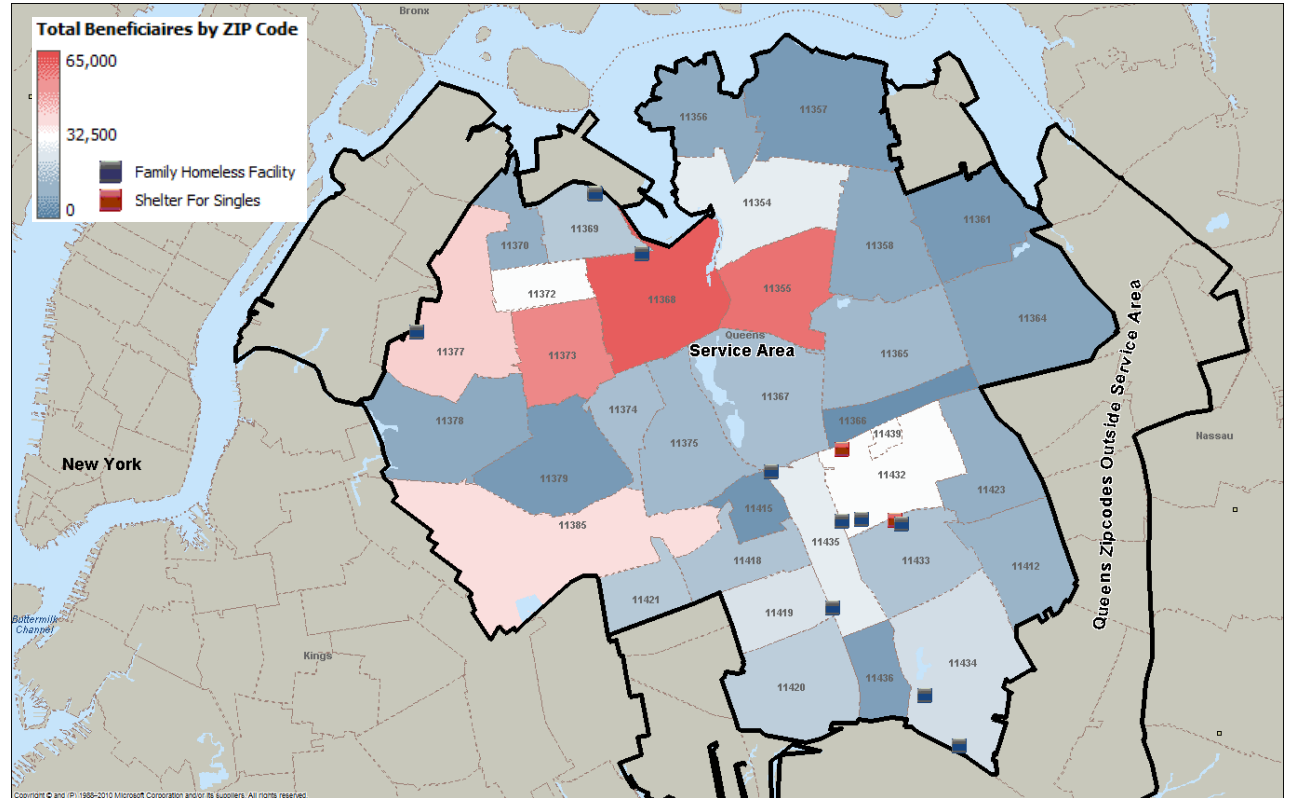 Bronx
Total Beneficiaires by ZIP Code
65,000
32,500
0
Family Homeless Facility
Shelter For Singles
11356
11357
11354
11361
11370
11369
11358
11372
11368
11355
11364
Queens
Service Area
11377
11373
11365
11367
11374
11378
11375
11366
11439
Nassau
New York
11432
11379
11423
11415
11385
11435
11418
11433
11412
11421
11419
Queens Zipcodes Outside Service Area
Buttermilk
Channel
Kings
11434
11420
11436
Copyright © and (P) 1988–2010 Microsoft Corporation and/or its suppliers. All rights reserved.